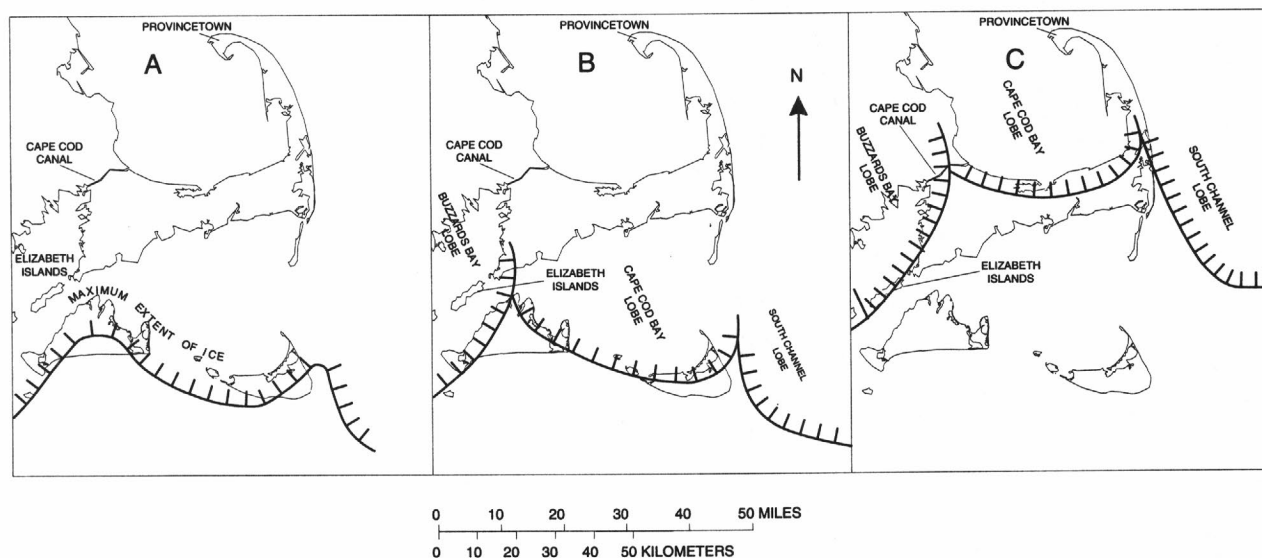 PROVINCETOWN
A
CAPE COD
CANAL
ELIZABETH
ISLANDS
MAXIMUM EXTENT OF ICE
PROVINCETOWN
B
N
CAPE COD
CANAL
BUZZARDS BAY
LOBE
ELIZABETH
ISLANDS
CAPE COD BAY
LOBE
SOUTH CHANNEL
LOBE
PROVINCETOWN
C
CAPE COD
CANAL
CAPE COD BAY
LOBE
BUZZARDS BAY
LOBE
SOUTH CHANNEL
LOBE
ELIZABETH
ISLANDS
0 10 20 30 40 50 MILES
0 10 20 30 40 50 KILOMETERS